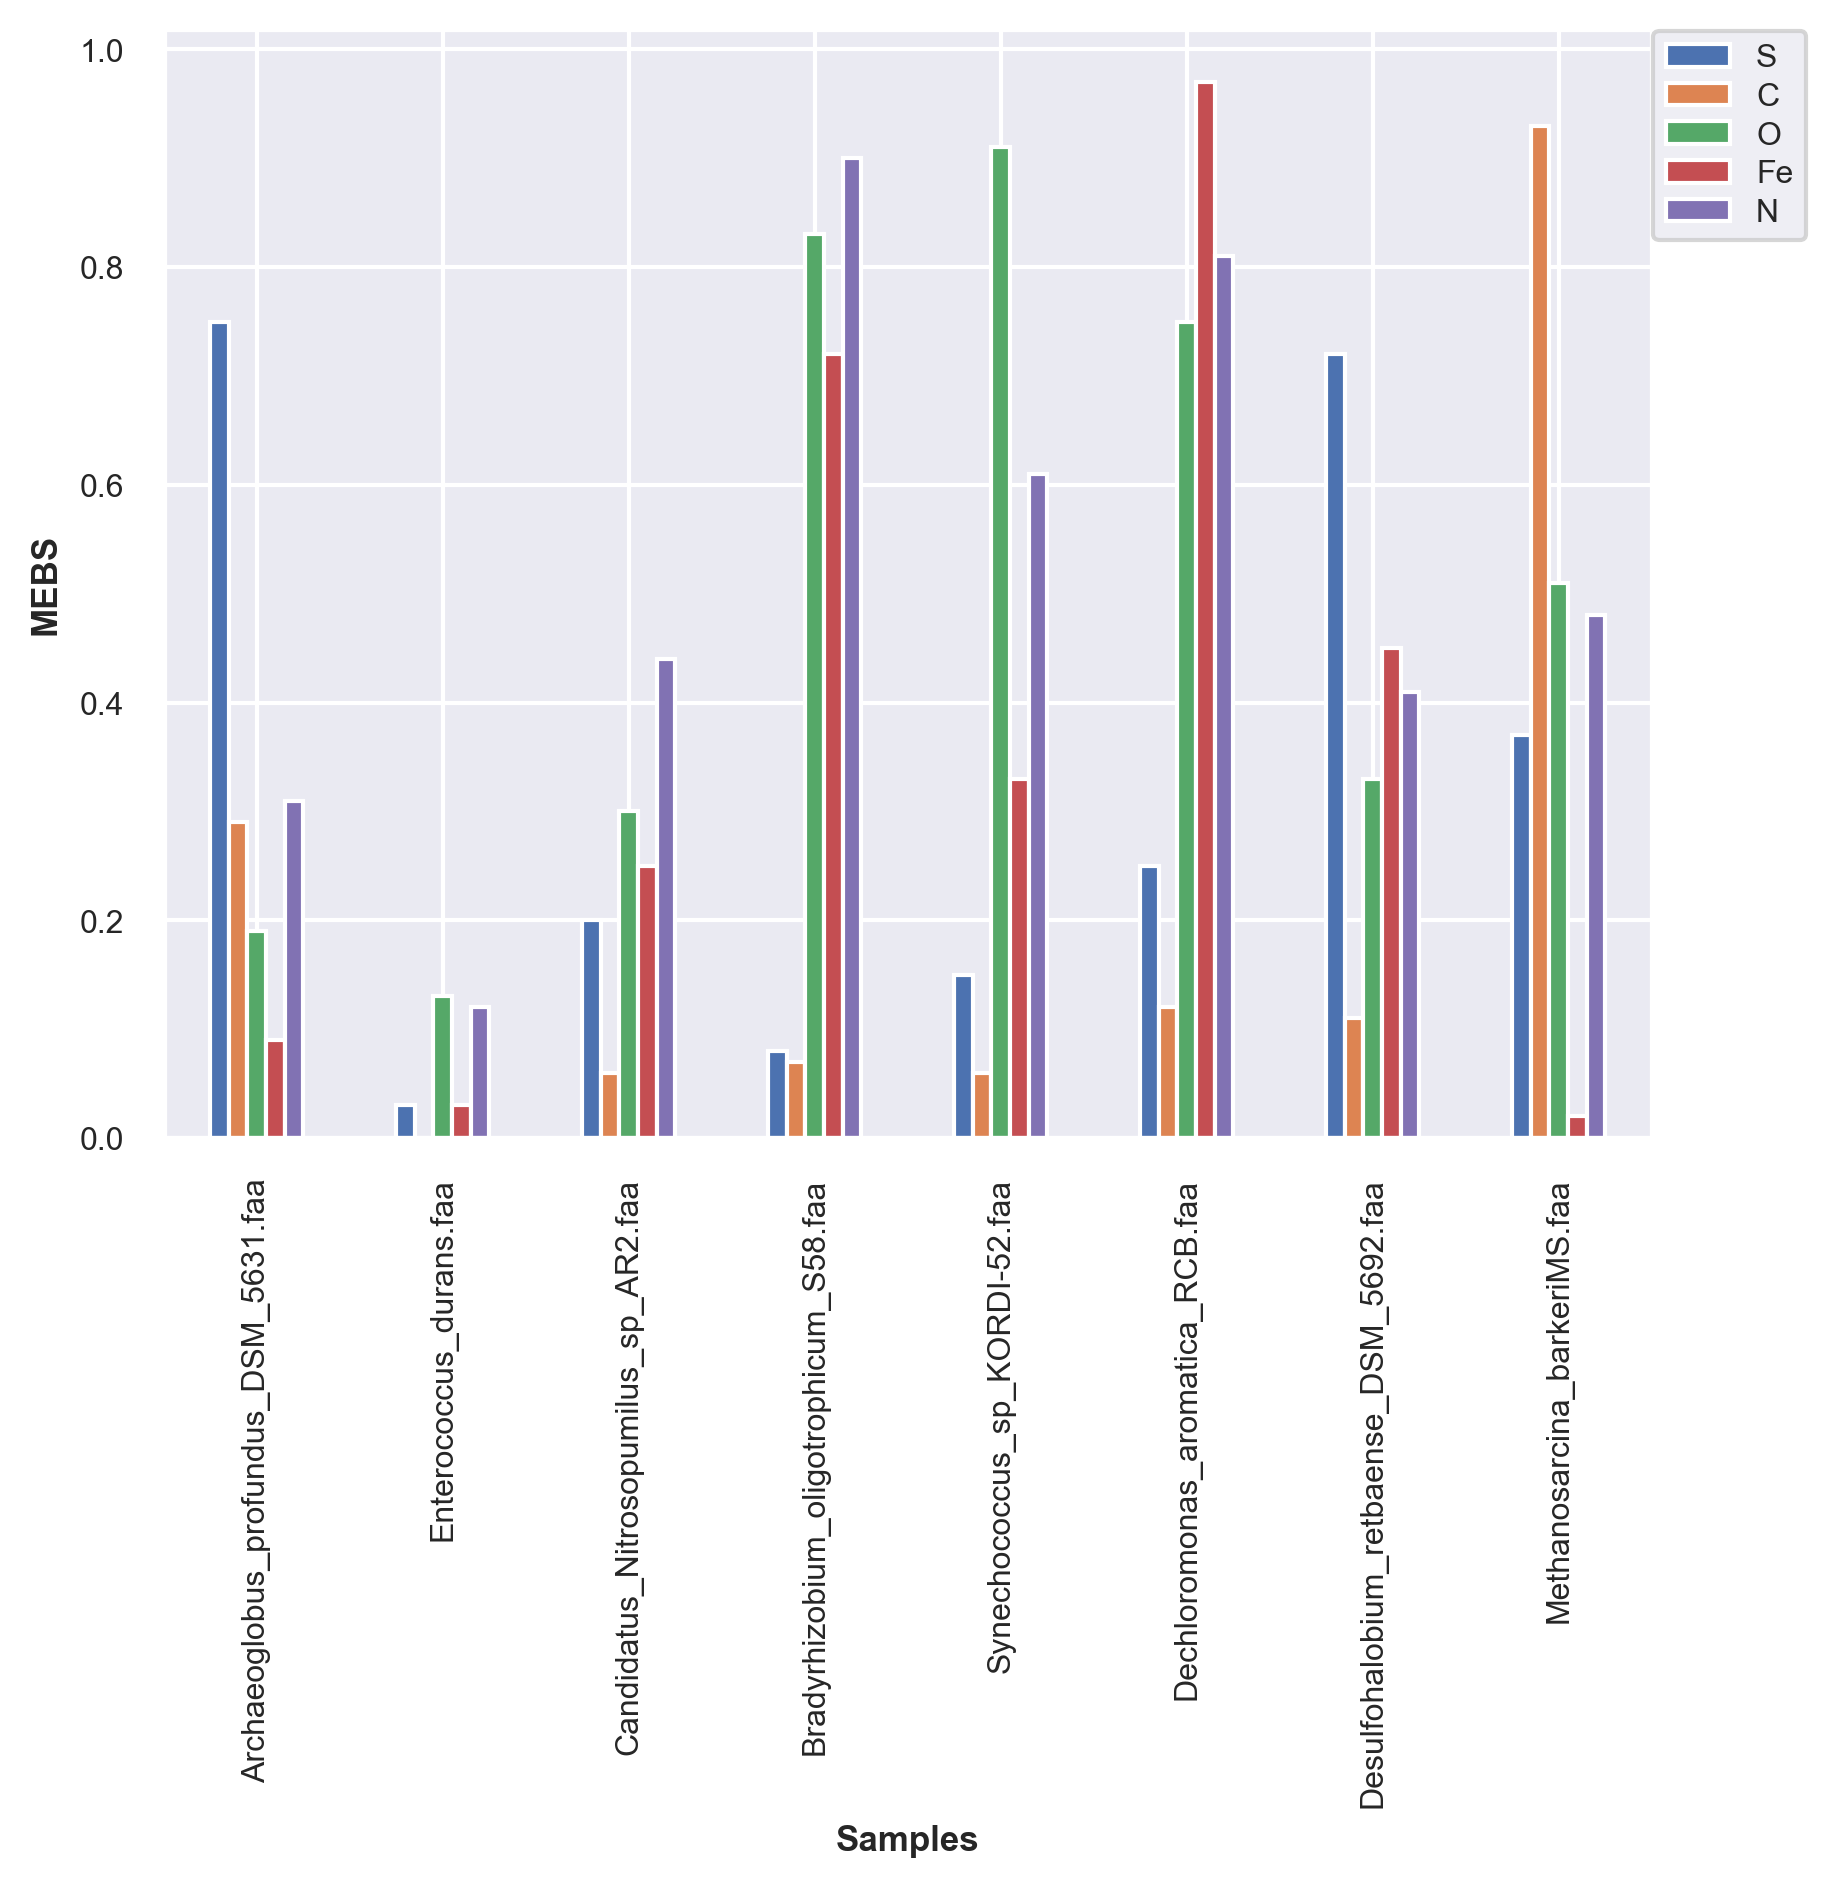 1.0
0.8
0.6
0.4
0.2
0.0
MEBS
S
C
O
Fe
N
Archaeoglobus_profundus_DSM_5631.faa
Enterococcus_durans.faa
Candidatus_Nitrosopumilus_sp_AR2.faa
Bradyrhizobium_oligotrophicum_S58.faa
Synechococcus_sp_KORDI-52.faa
Dechloromonas_aromatica_RCB.faa
Desulfohalobium_retbaense_DSM_5692.faa
Methanosarcina_barkeriMS.faa
Samples